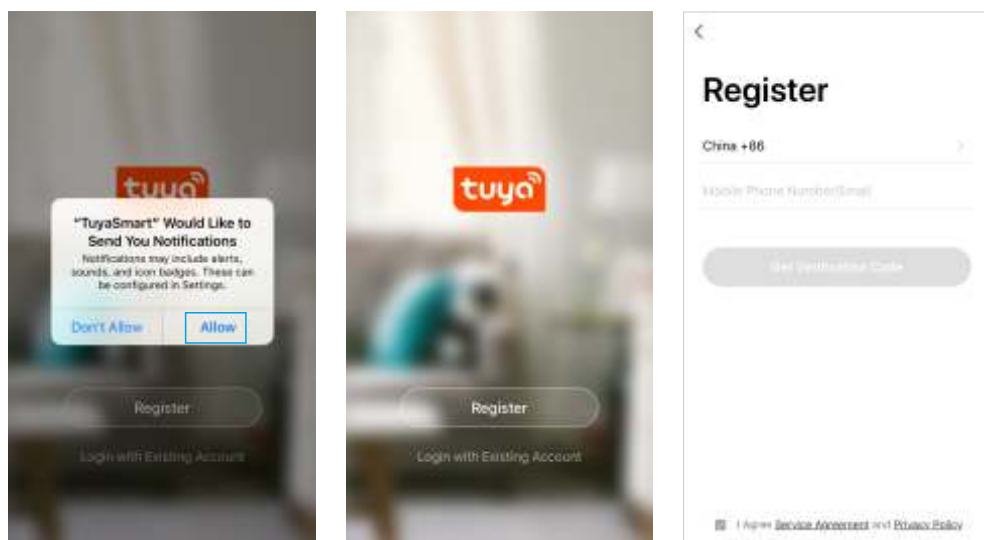 tuya
"TuyaSmart" Would Like to
Send You Notifications
Notifications may include alerts,
sounds, and icon badges. These can
be configured in Settings.
Don't Allow
Allow
Register
Login with Existing Account
tuya
Register
Login with Existing Account
Register
China +86
Mobile Phone Number/Email
Get Verification Code
I Agree Service Agreement and Privacy Policy